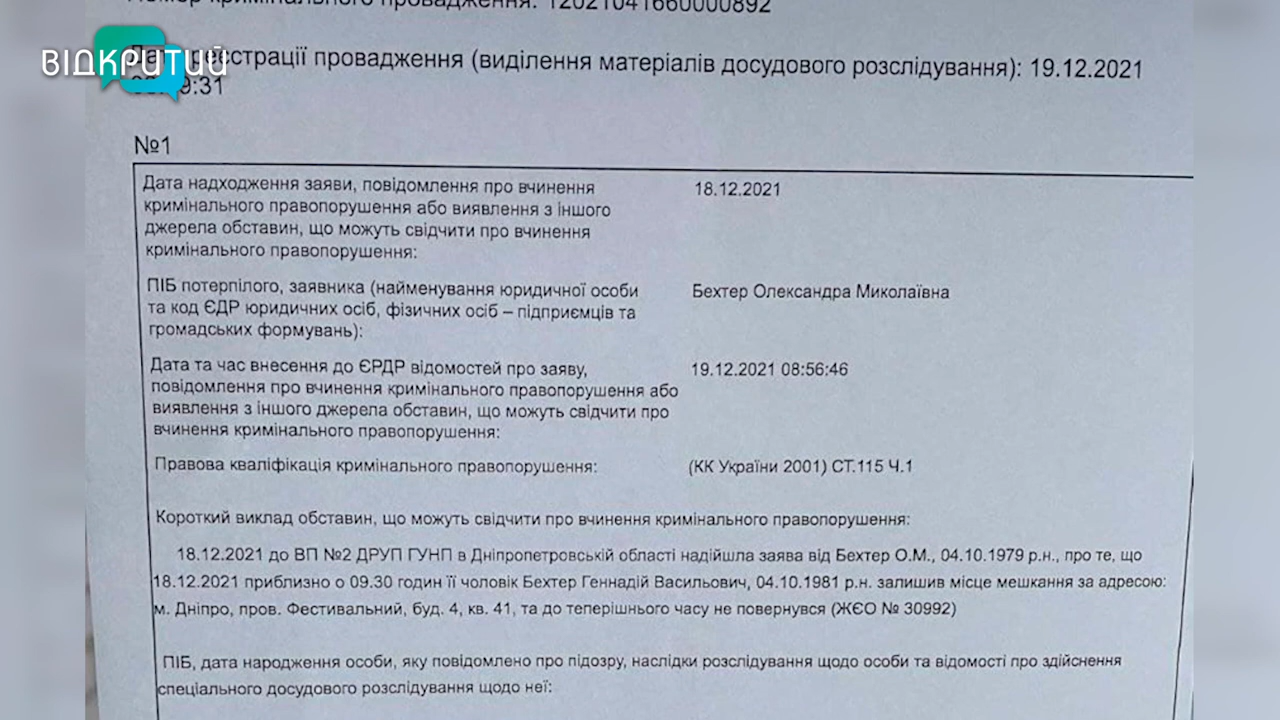 Номер кримінального провадження: 12021041660000892
ВІДКРИТИЙ
реєстрації провадження (виділення матеріалів досудового розслідування): 19.12.2021
9:31
№1
Дата надходження заяви, повідомлення про вчинення
кримінального правопорушення або виявлення з іншого
джерела обставин, що можуть свідчити про вчинення
кримінального правопорушення:
18.12.2021
ПІБ потерпілого, заявника (найменування юридичної особи
та код ЄДР юридичних осіб, фізичних осіб – підприємців та
громадських формувань):
Бехтер Олександра Миколаївна
Дата та час внесення до ЄРДР відомостей про заяву,
повідомлення про вчинення кримінального правопорушення або
виявлення з іншого джерела обставин, що можуть свідчити про
вчинення кримінального правопорушення:
19.12.2021 08:56:46
Правова кваліфікація кримінального правопорушення:
(КК України 2001) СТ.115 Ч.1
Короткий виклад обставин, що можуть свідчити про вчинення кримінального правопорушення:
18.12.2021 до ВП №2 ДРУП ГУНП в Дніпропетровській області надійшла заява від Бехтер О.М., 04.10.1979 р.н., про те, що
18.12.2021 приблизно о 09.30 годин її чоловік Бехтер Геннадій Васильович, 04.10.1981 р.н. залишив місце мешкання за адресою:
м. Дніпро, пров. Фестивальний, буд. 4, кв. 41, та до теперішнього часу не повернувся (ЖЄО № 30992)
ПІБ, дата народження особи, яку повідомлено про підозру, наслідки розслідування щодо особи та відомості про здійснення
спеціального досудового розслідування щодо неї: